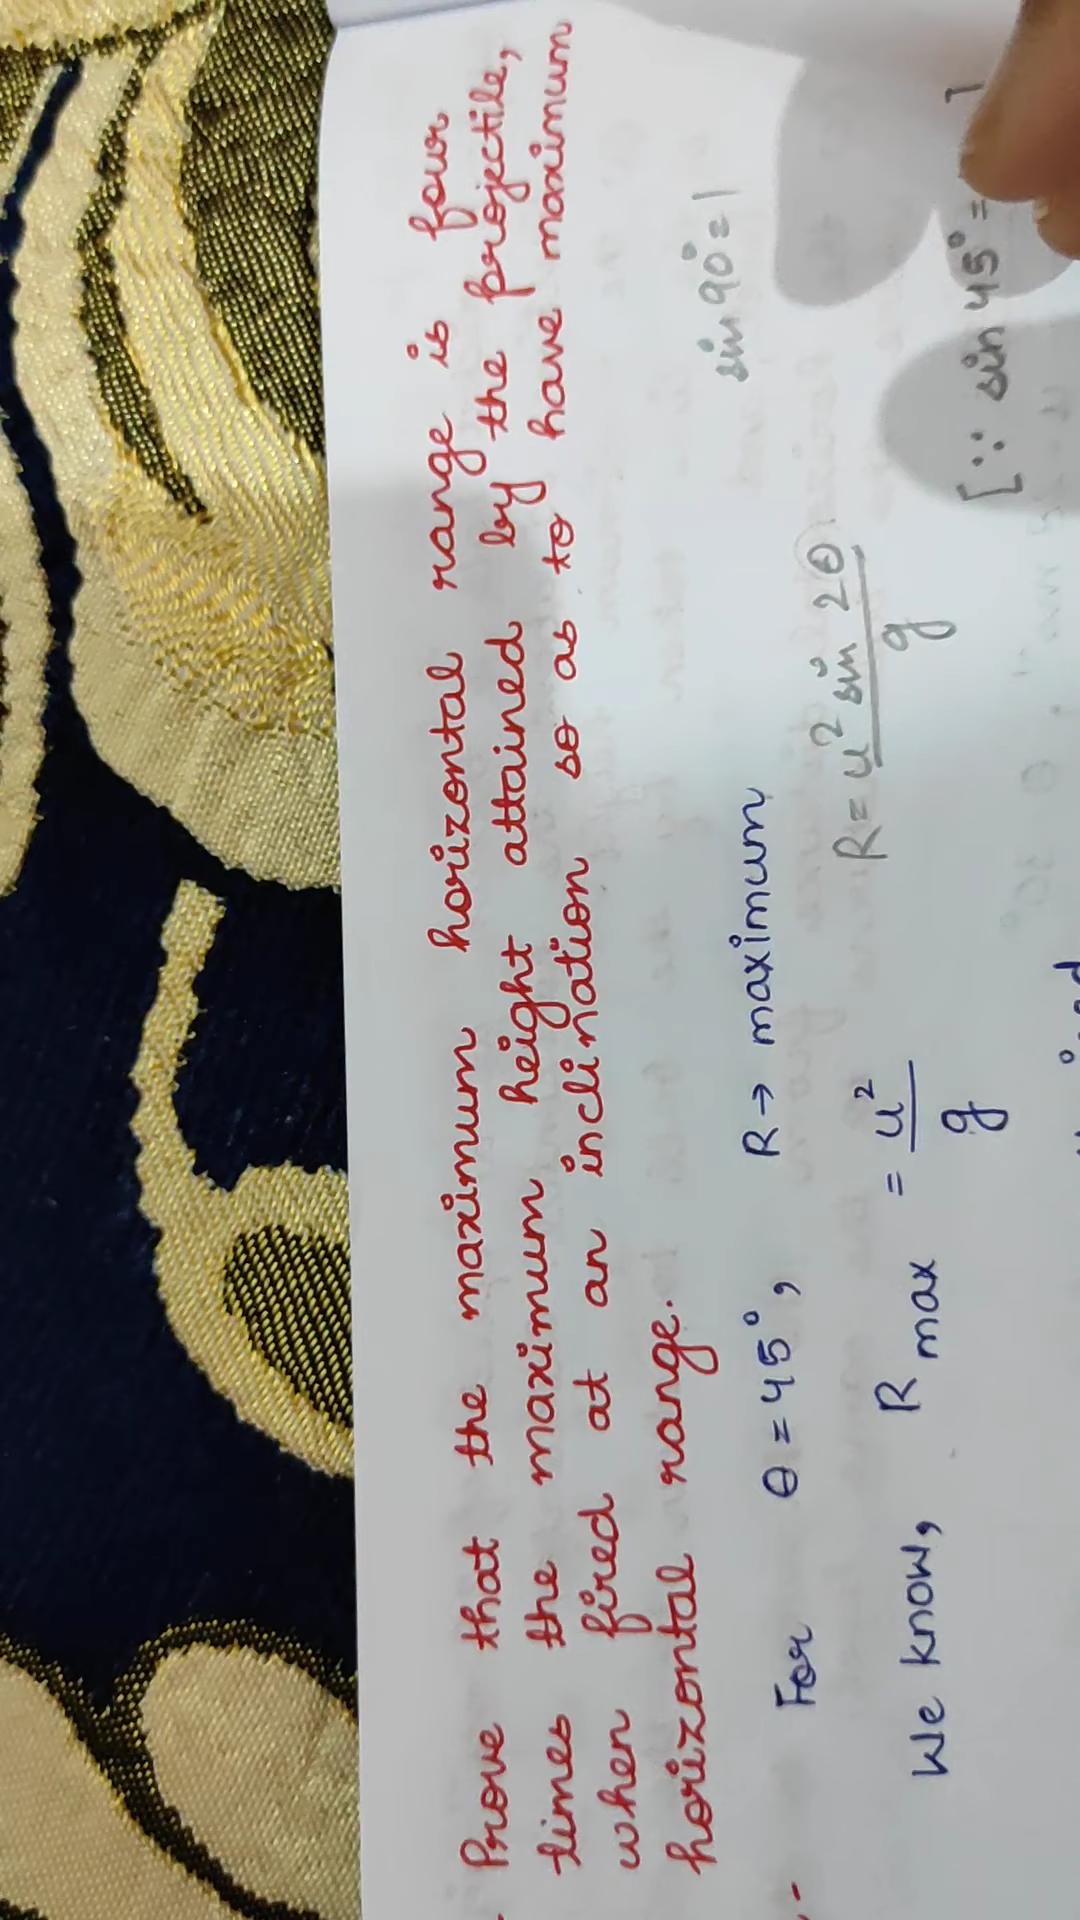 Prove that the maximum horizontal range is four
times the maximum height attained by the projectile,
when fired at an inclination so as to have maximum
horizontal range.
sin 90° = 1
For θ = 45°, R → maximum
R = u² sin 2θ
g
We know, R max = u²
g
[∵ sin 45° =